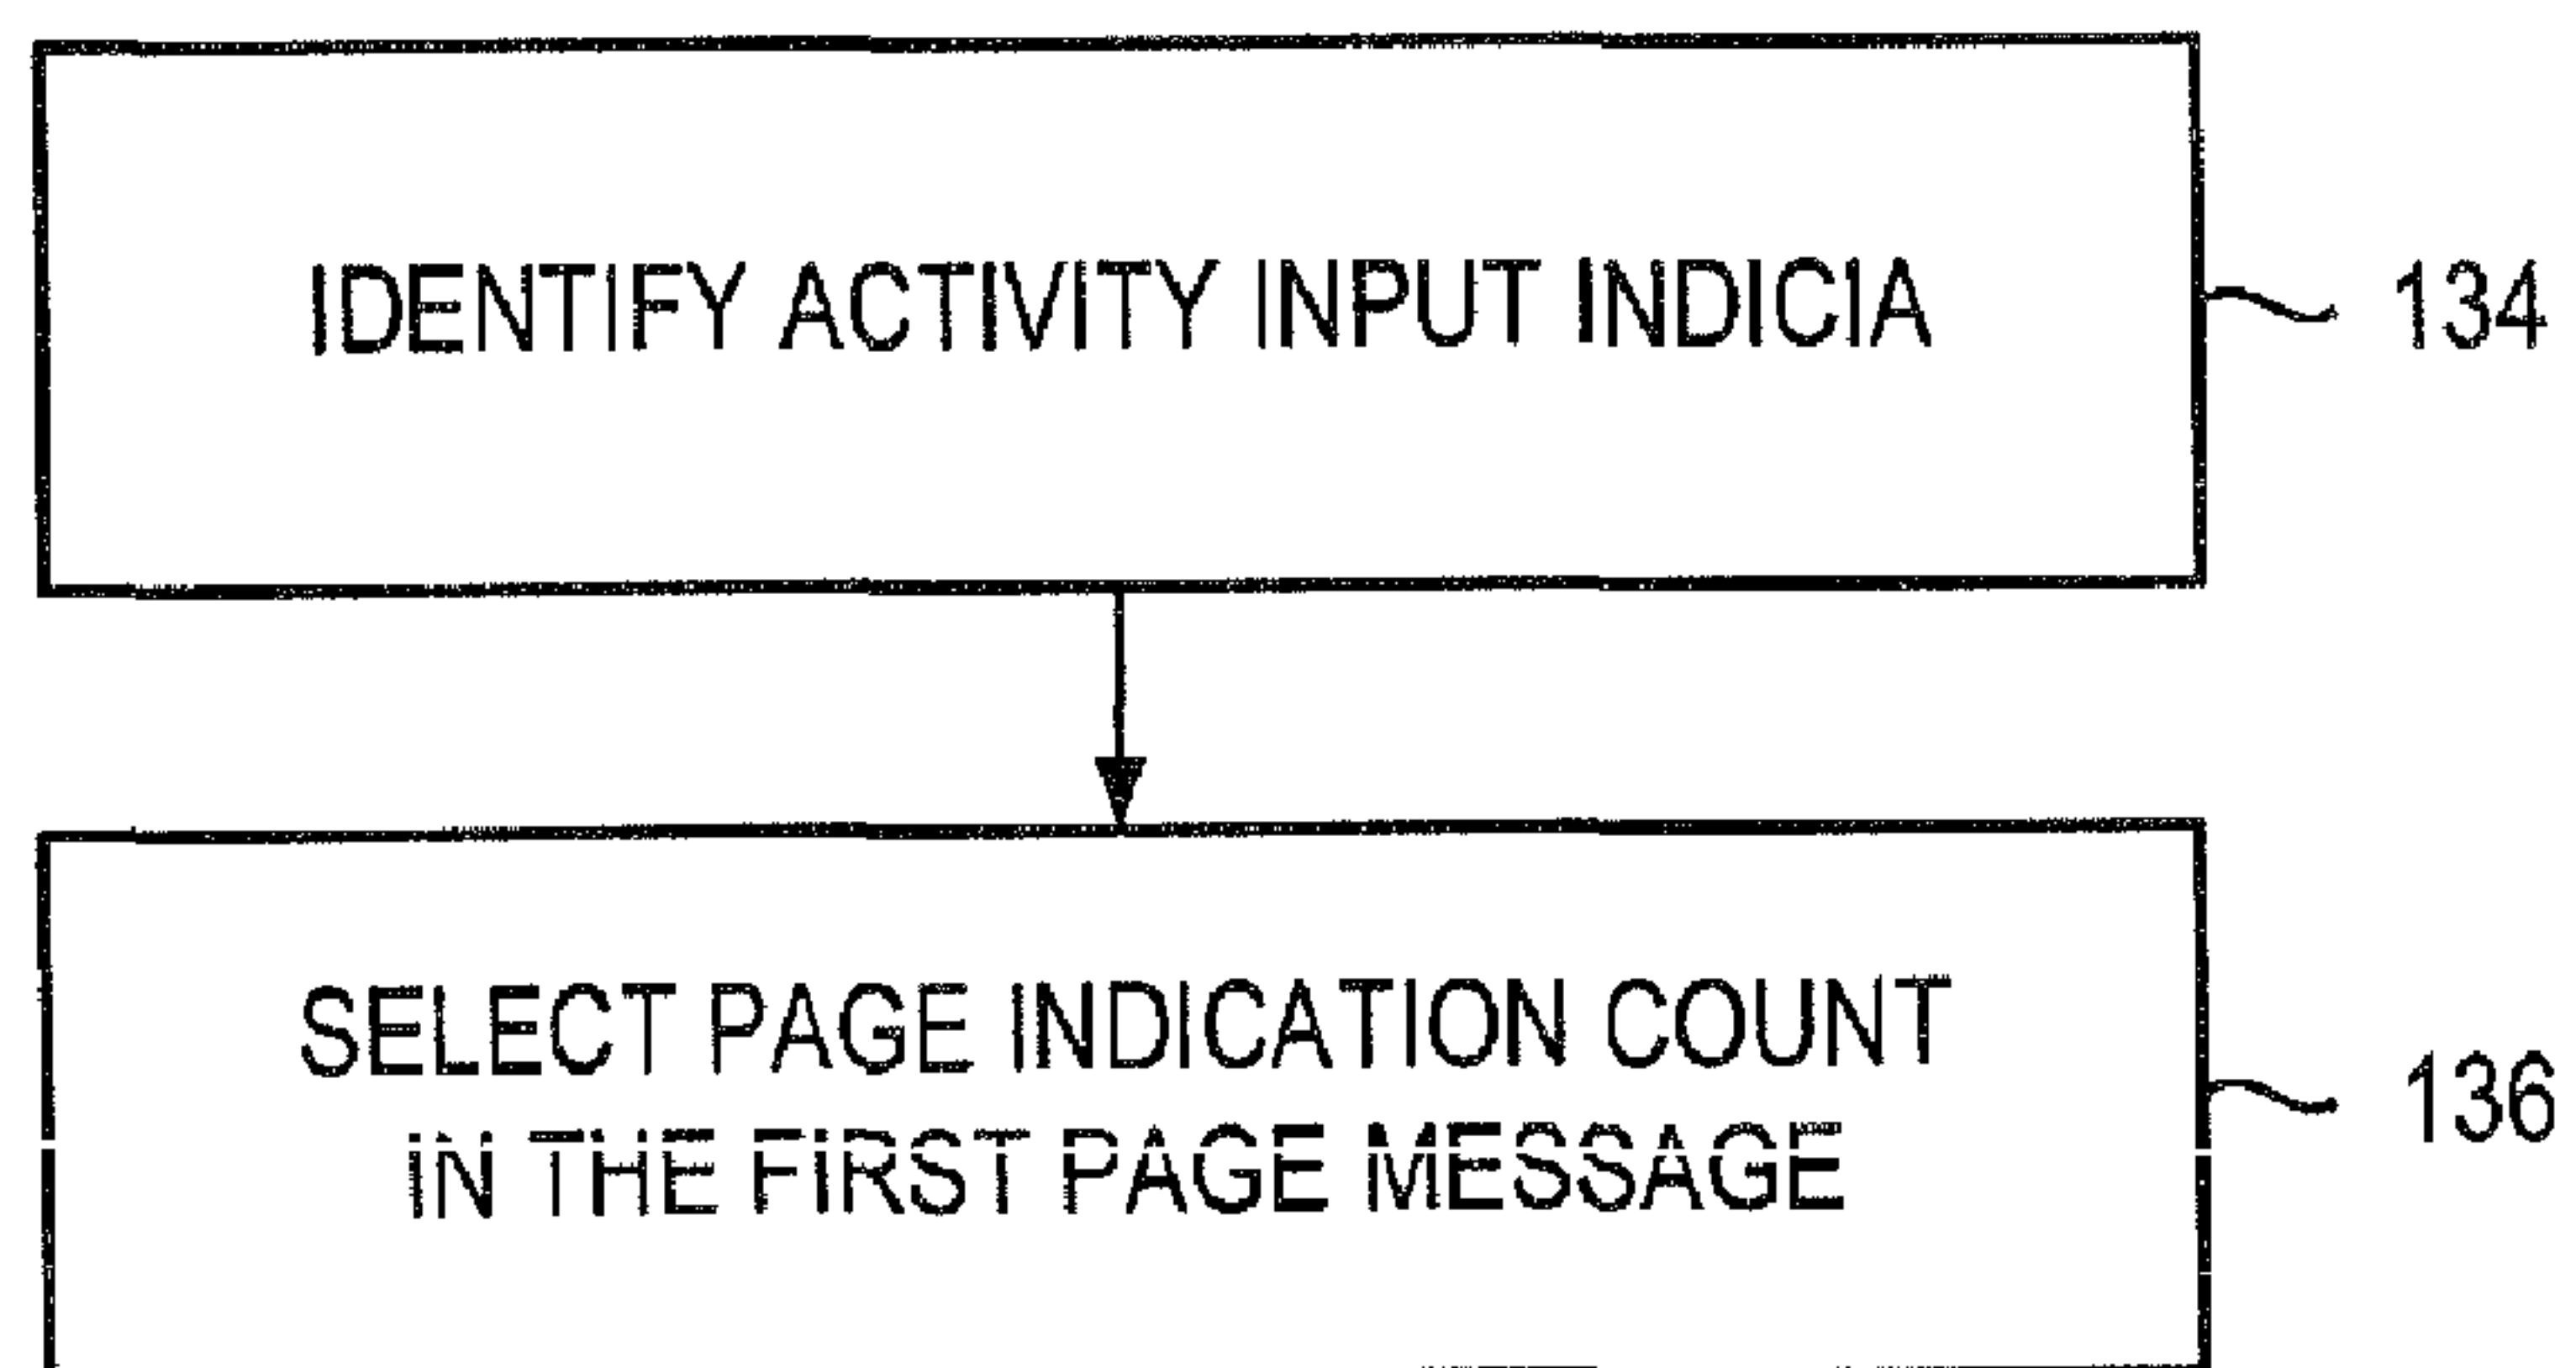 IDENTIFY ACTIVITY INPUT INDICIA
134
SELECT PAGE INDICATION COUNT
IN THE FIRST PAGE MESSAGE
136